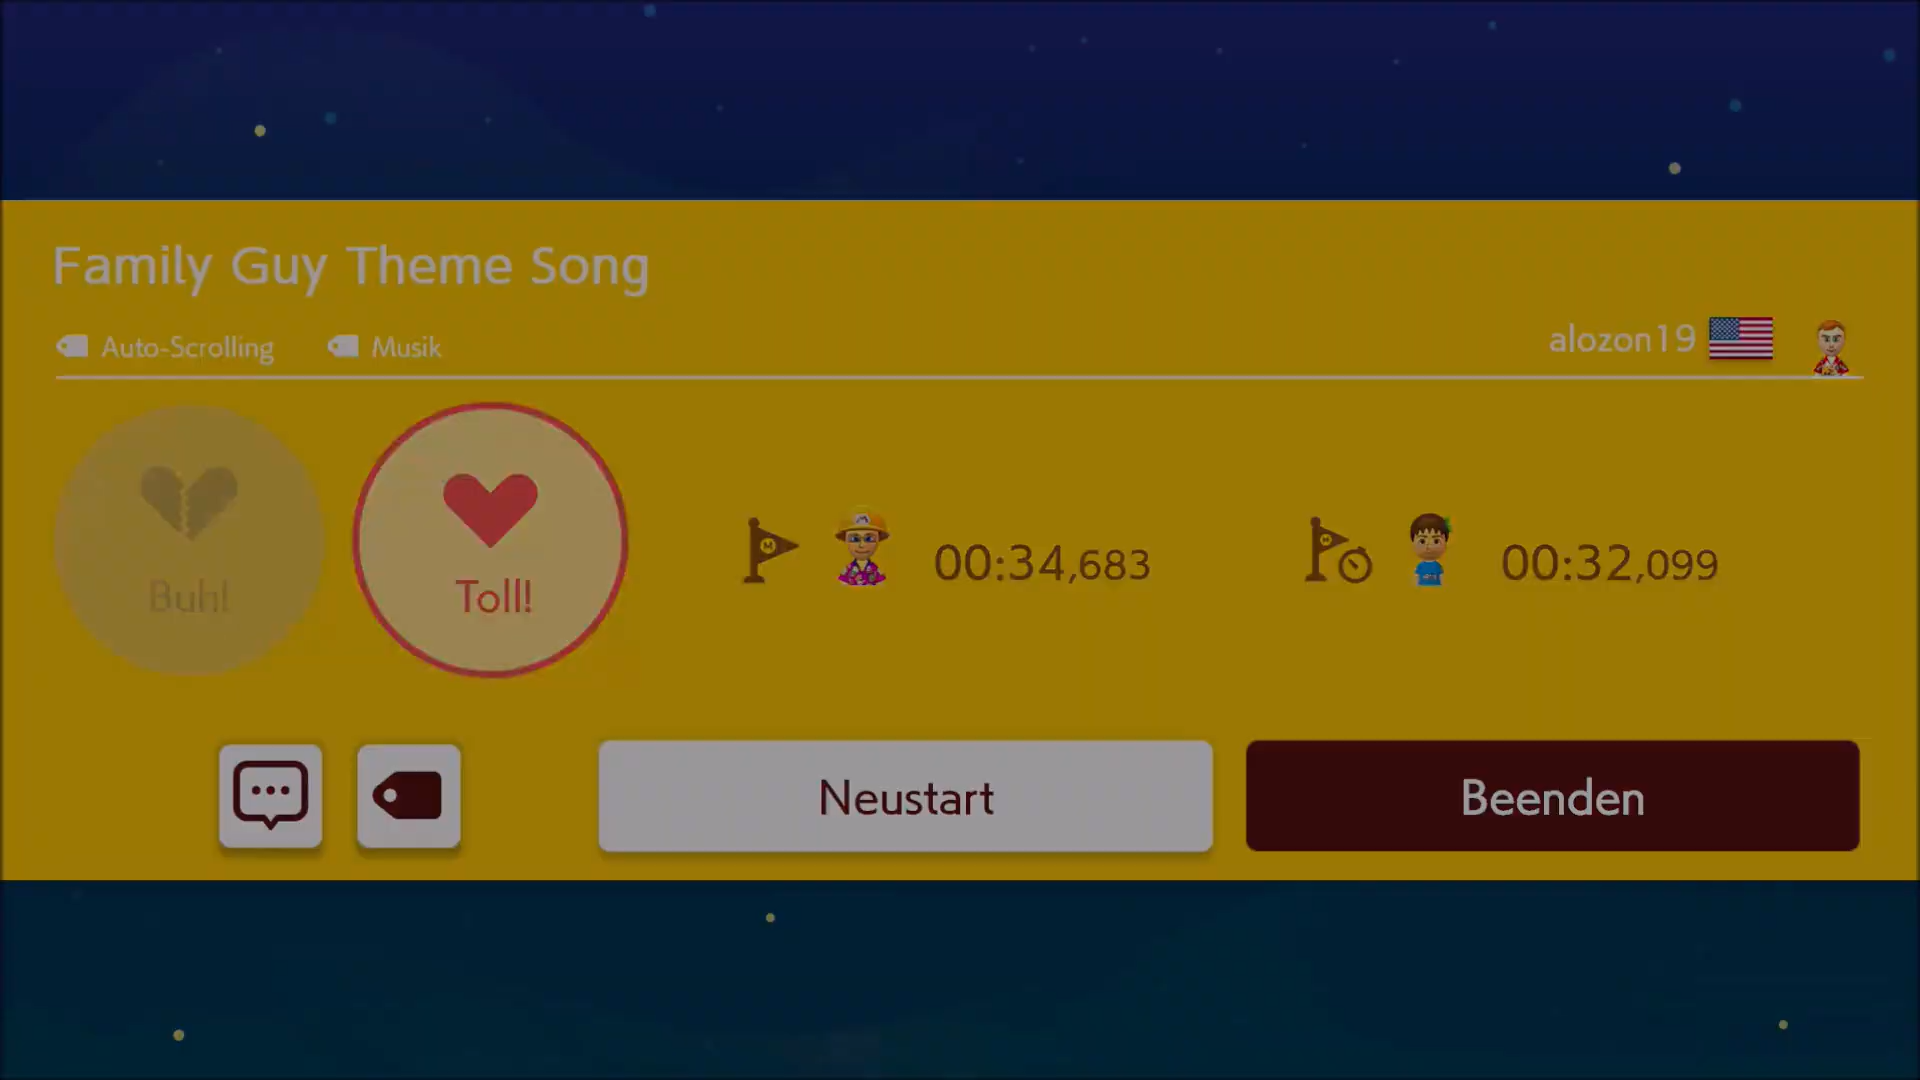 Family Guy Theme Song
Auto-Scrolling Musik
alozon19
Buh!
Toll!
00:34,683
00:32,099
Neustart
Beenden